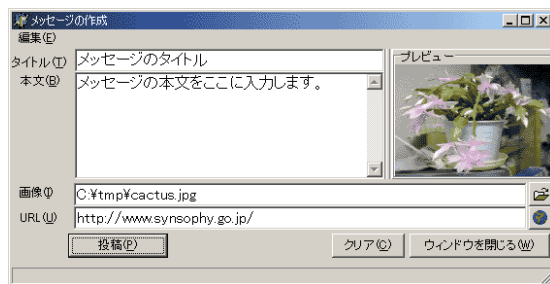 メッセージの作成
編集(E)
タイトル(T) メッセージのタイトル
プレビュー
本文(B) メッセージの本文をここに入力します。
画像(I) C:¥tmp¥cactus.jpg
URL(U) http://www.synsophy.go.jp/
投稿(P) クリア(C) ウィンドウを閉じる(W)